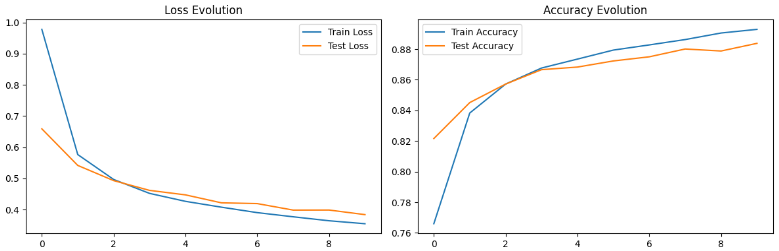 Loss Evolution
1.0
0.9
0.8
0.7
0.6
0.5
0.4
0 2 4 6 8
Train Loss
Test Loss
Accuracy Evolution
0.88
0.86
0.84
0.82
0.80
0.78
0.76
0 2 4 6 8
Train Accuracy
Test Accuracy